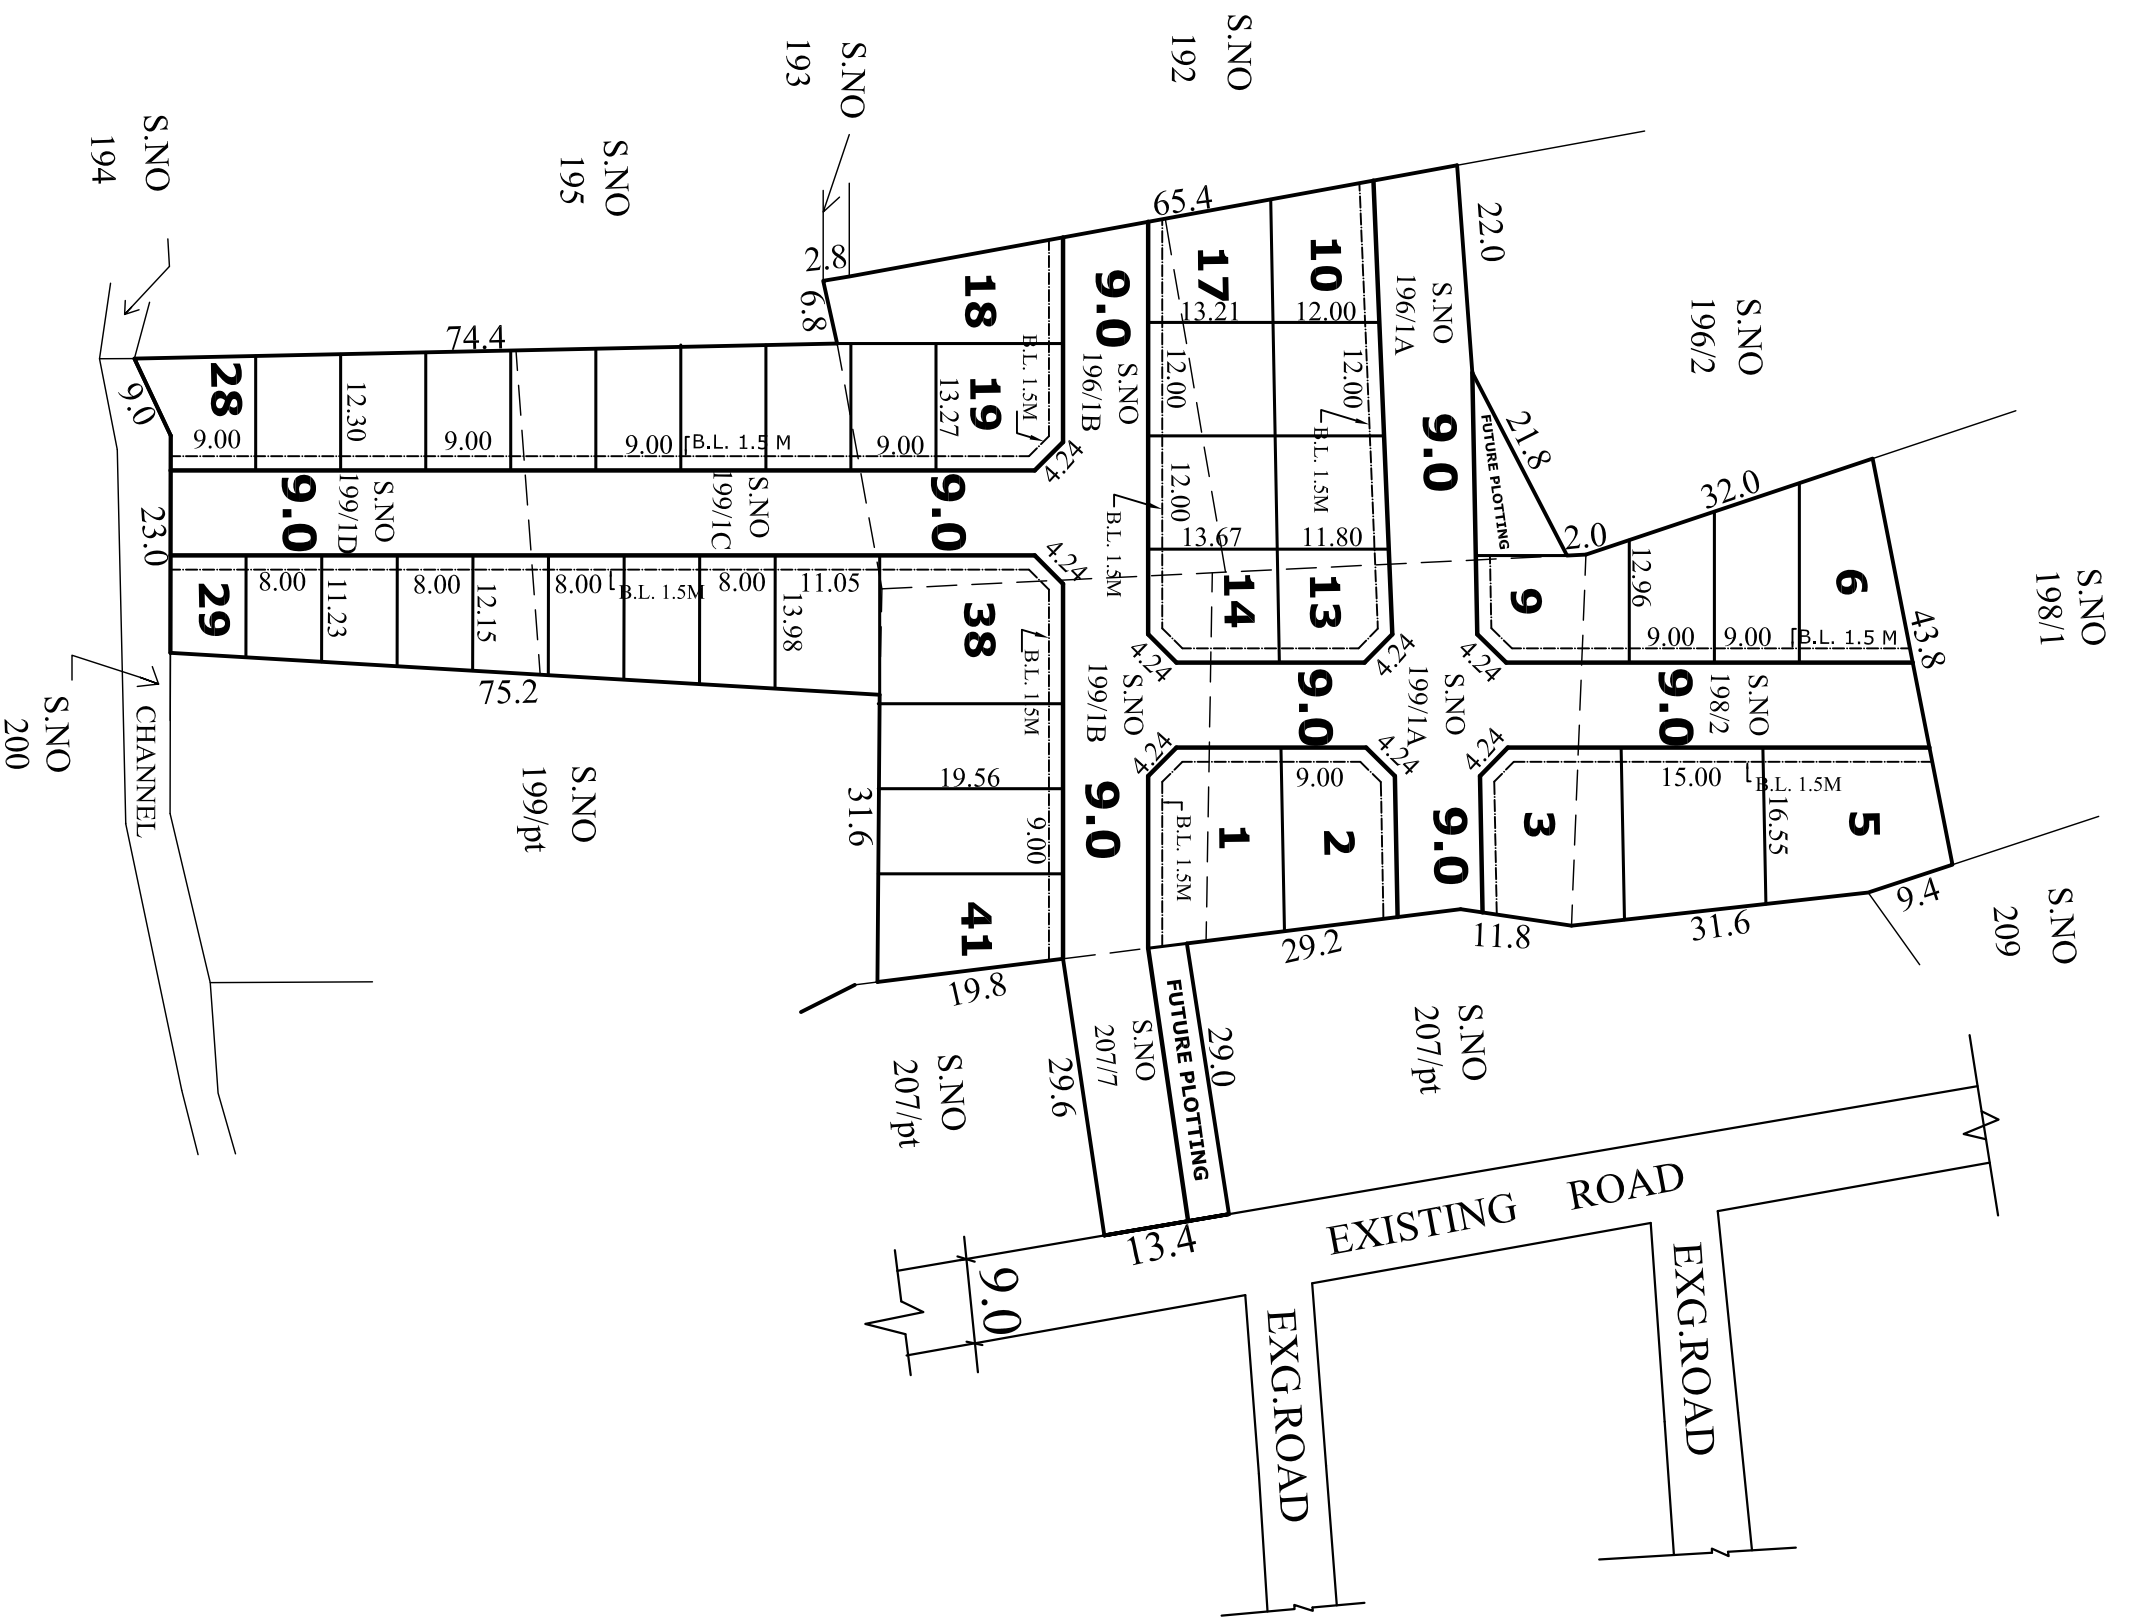 S.NO
192
S.NO
193
S.NO
194
S.NO
195
65.4
22.0
2.8
6.8
74.4
9.0
23.0
S.NO
196/2
S.NO
196/1A
17
10
13.21
12.00
12.00
12.00
12.00
13.67
11.80
14
13
B.L. 1.5M
B.L. 1.5M
18
19
13.27
B.L. 1.5M
4.24
9.0
S.NO
196/1B
9.0
FUTURE PLOTTING
21.8
2.0
32.0
9
12.96
9.00
9.00
6
B.L. 1.5 M
43.8
S.NO
198/1
28
9.00
12.30
9.00
9.00
B.L. 1.5 M
9.00
9.0
S.NO
199/1D
S.NO
199/1C
9.0
4.24
29
8.00
11.23
8.00
12.15
8.00
B.L. 1.5M
8.00
11.05
13.98
75.2
38
B.L. 1.5M
19.56
9.00
41
31.6
19.8
S.NO
199/1B
9.0
4.24
4.24
4.24
4.24
4.24
4.24
9.0
S.NO
199/1A
9.0
S.NO
198/2
9.0
1
2
9.00
B.L. 1.5M
3
15.00
B.L. 1.5M
16.55
5
29.2
11.8
31.6
9.4
S.NO
209
CHANNEL
S.NO
200
S.NO
199/pt
S.NO
207/pt
S.NO
207/7
29.6
FUTURE PLOTTING
29.0
13.4
S.NO
207/pt
EXISTING ROAD
9.0
EXG.ROAD
EXG.ROAD